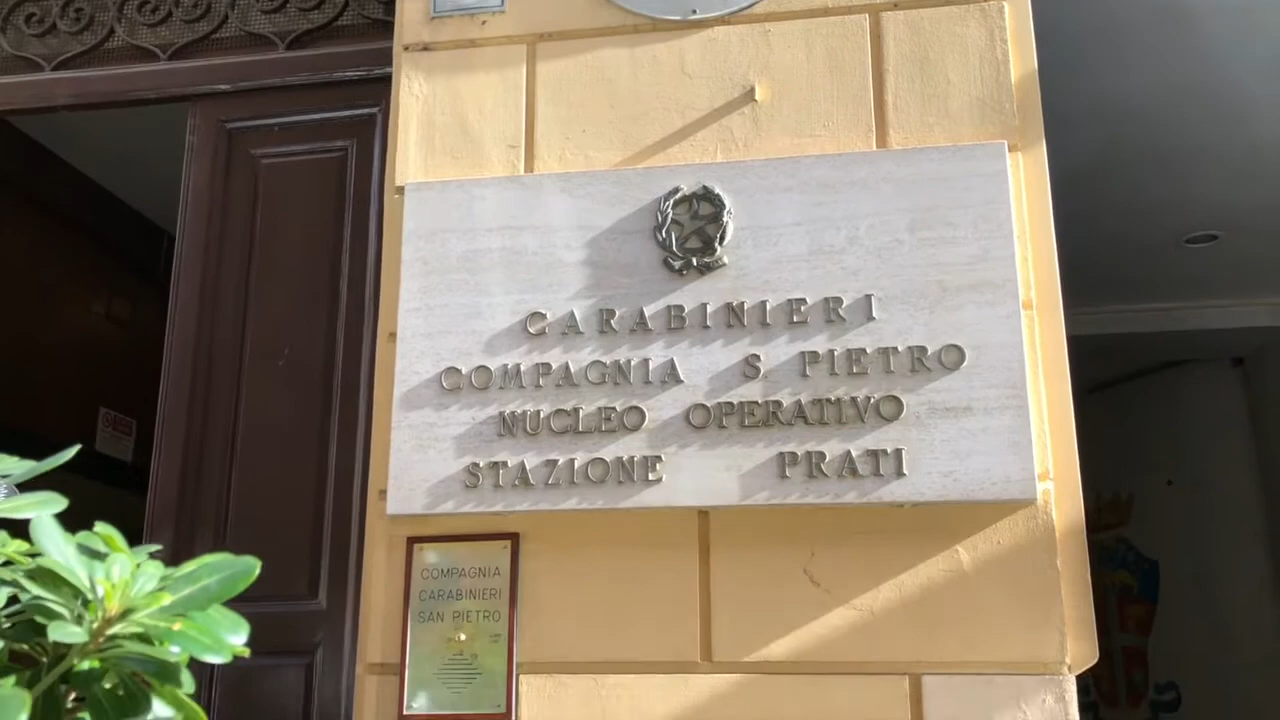 CARABINIERI
COMPAGNIA S. PIETRO
NUCLEO OPERATIVO
STAZIONE PRATI
COMPAGNIA
CARABINIERI
SAN PIETRO